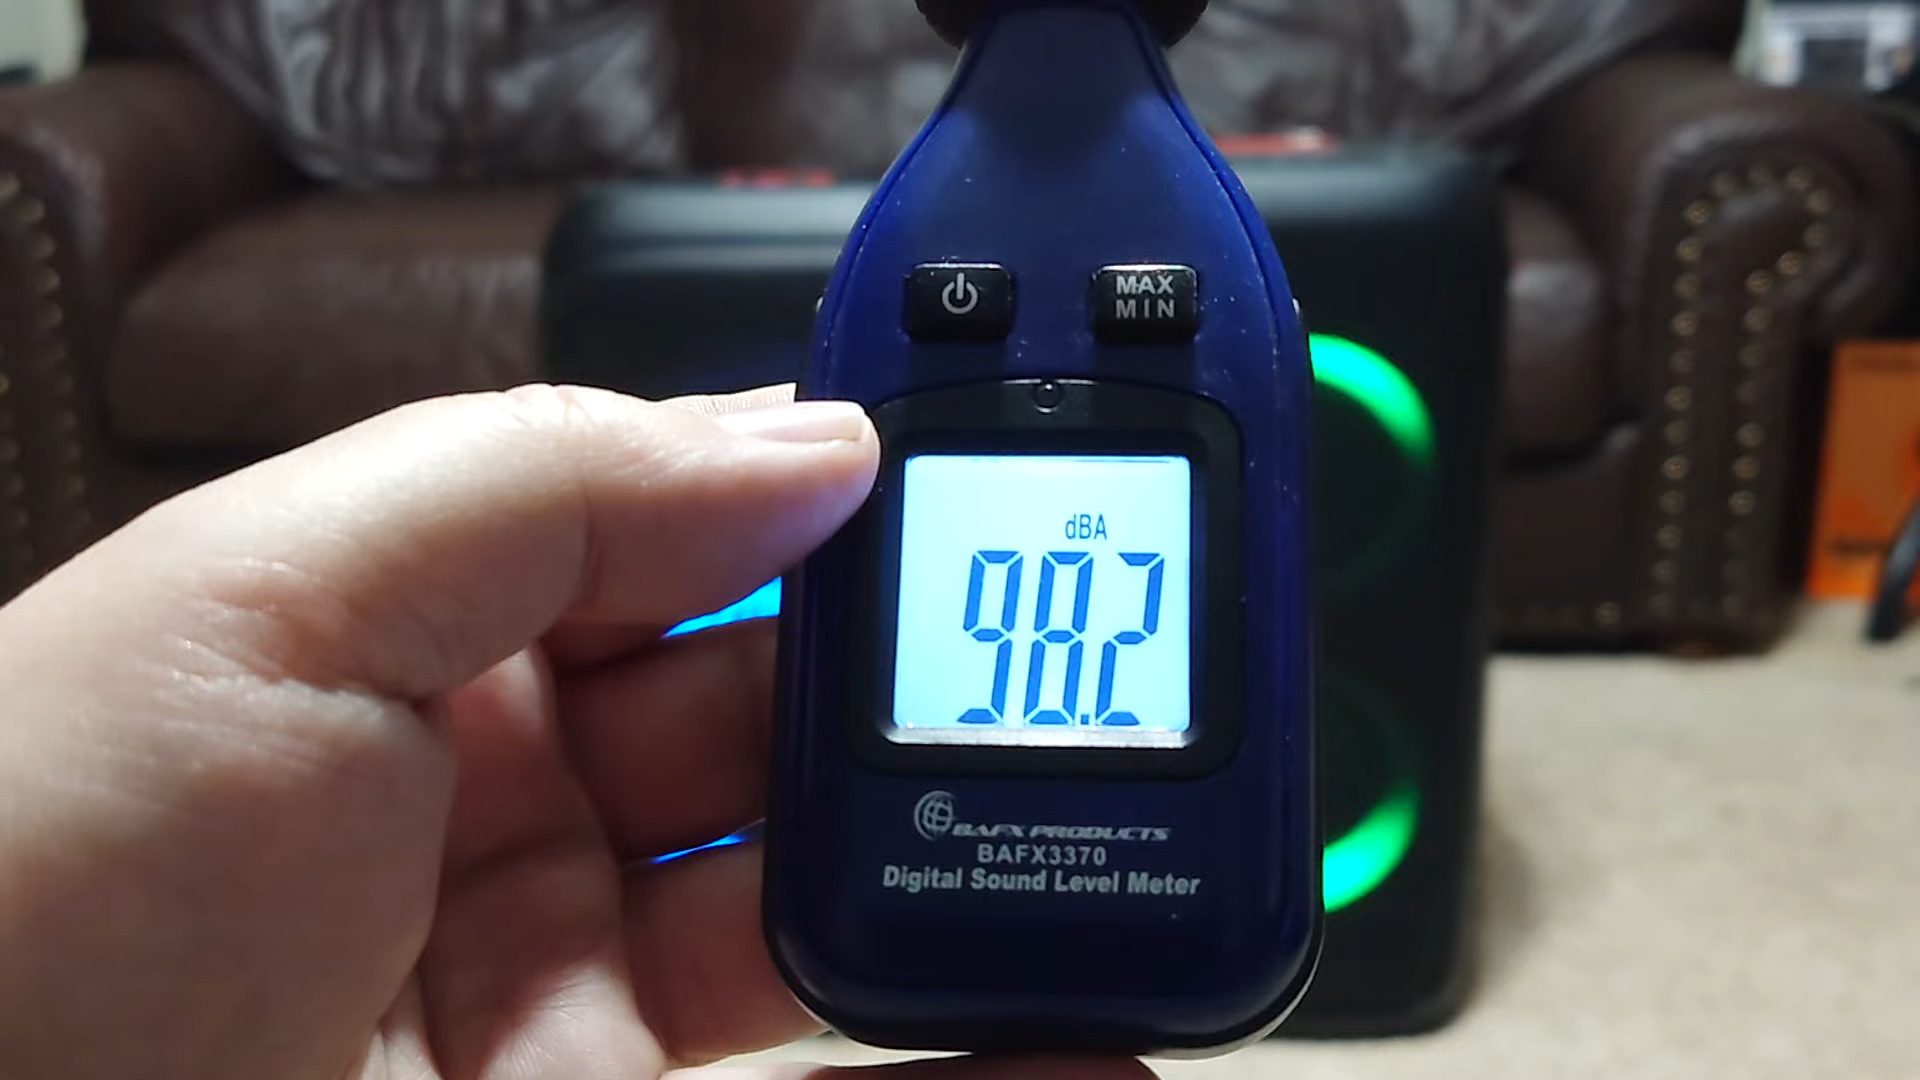 MAX
MIN
dBA
98.2
BAFX PRODUCTS
BAFX3370
Digital Sound Level Meter